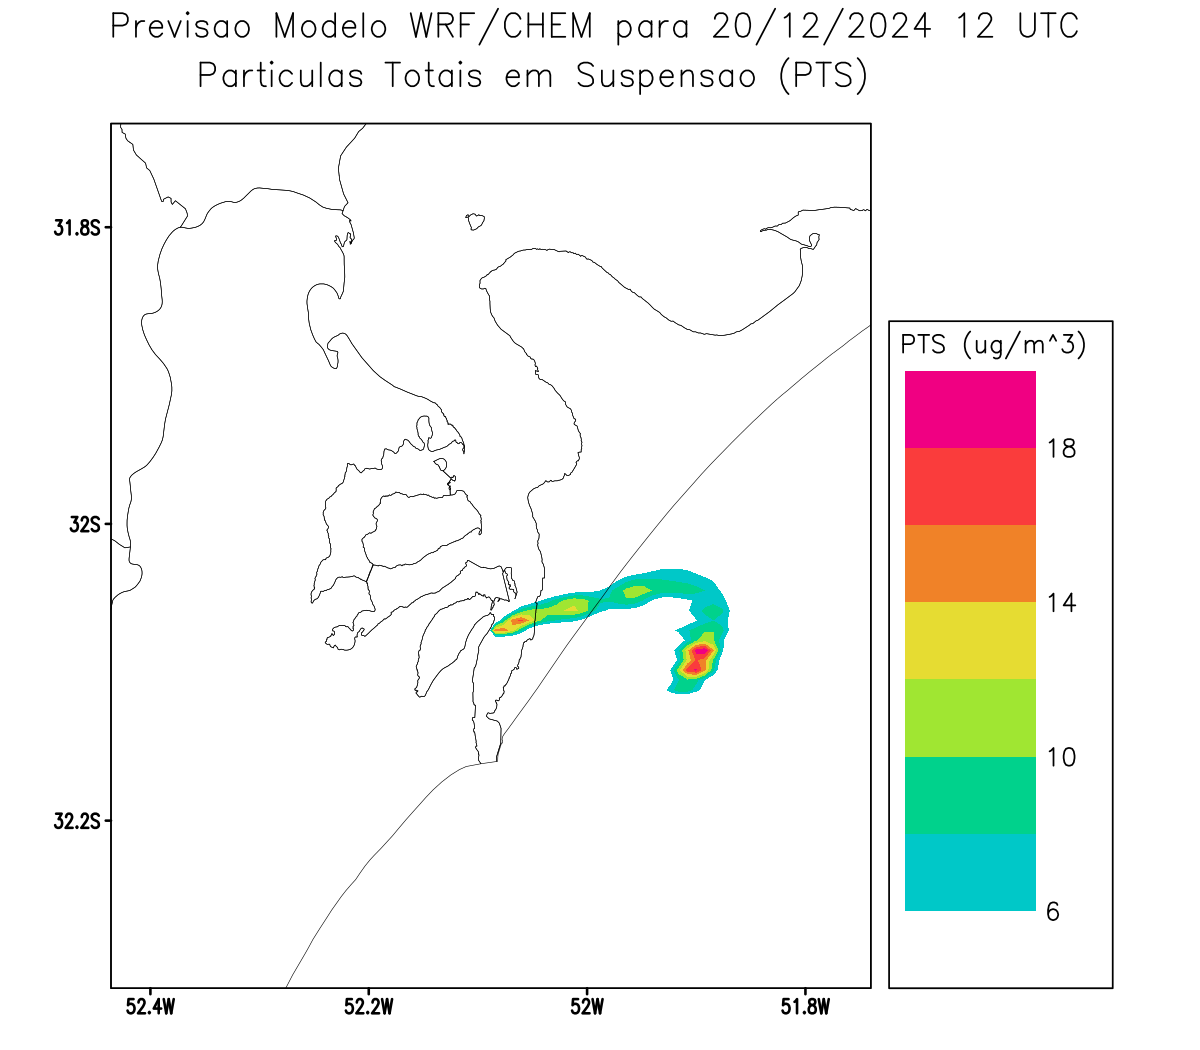 Previsao Modelo WRF/CHEM para 20/12/2024 12 UTC
Particulas Totais em Suspensao (PTS)
31.8S
32S
32.2S
52.4W 52.2W 52W 51.8W
PTS (ug/m^3)
18
14
10
6